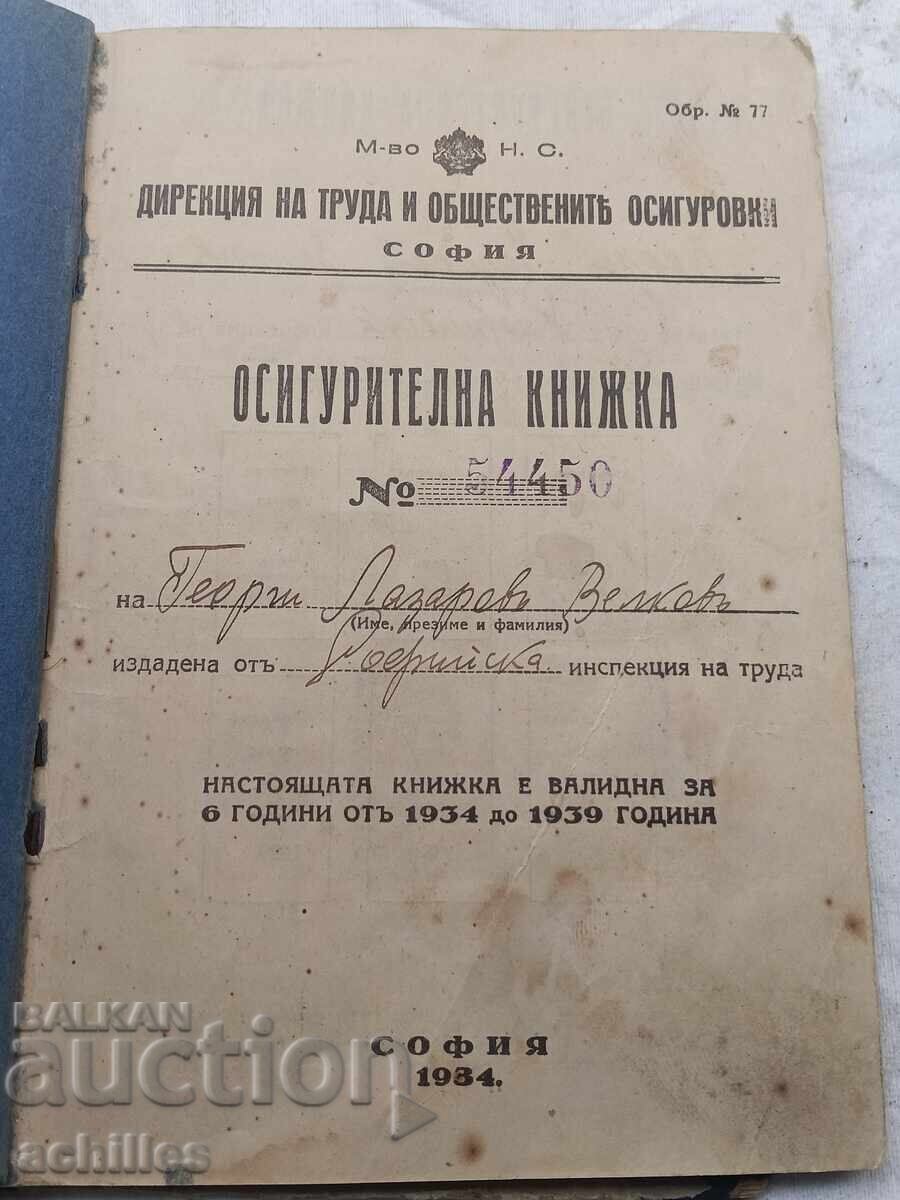 Обр. № 77
М-во Н. С.
ДИРЕКЦИЯ НА ТРУДА И ОБЩЕСТВЕНИТѢ ОСИГУРОВКИ
СОФИЯ
ОСИГУРИТЕЛНА КНИЖКА
№ 54450
на Георги Лазаровъ Велковъ
(Име, презиме и фамилия)
издадена отъ Софийска инспекция на труда
НАСТОЯЩАТА КНИЖКА Е ВАЛИДНА ЗА
6 ГОДИНИ ОТЪ 1934 ДО 1939 ГОДИНА
СОФИЯ
1934.
BALKAN
auction
achilles